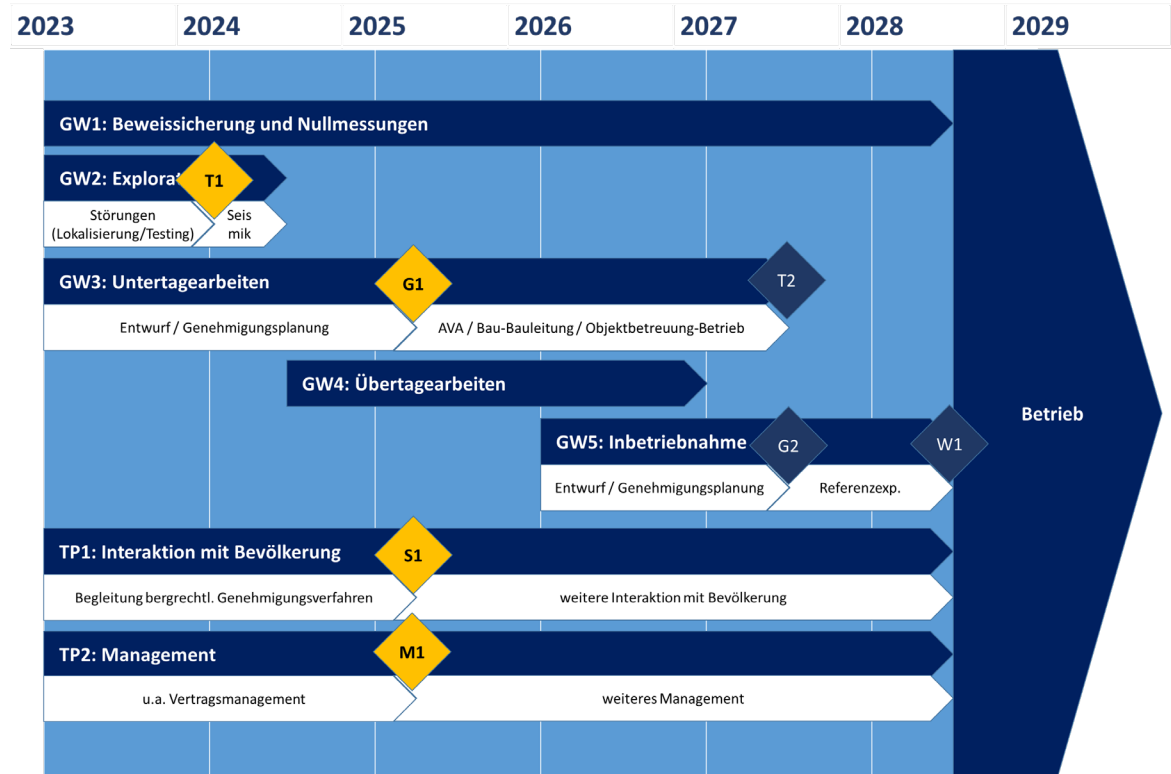 2023 2024 2025 2026 2027 2028 2029
GW1: Beweissicherung und Nullmessungen
GW2: Explorat
T1
Störungen
(Lokalisierung/Testing)
Seis
mik
GW3: Untertagearbeiten
G1
T2
Entwurf / Genehmigungsplanung
AVA / Bau-Bauleitung / Objektbetreuung-Betrieb
GW4: Übertagearbeiten
Betrieb
GW5: Inbetriebnahme
G2
W1
Entwurf / Genehmigungsplanung
Referenzexp.
TP1: Interaktion mit Bevölkerung
S1
Begleitung bergrechtl. Genehmigungsverfahren
weitere Interaktion mit Bevölkerung
TP2: Management
M1
u.a. Vertragsmanagement
weiteres Management